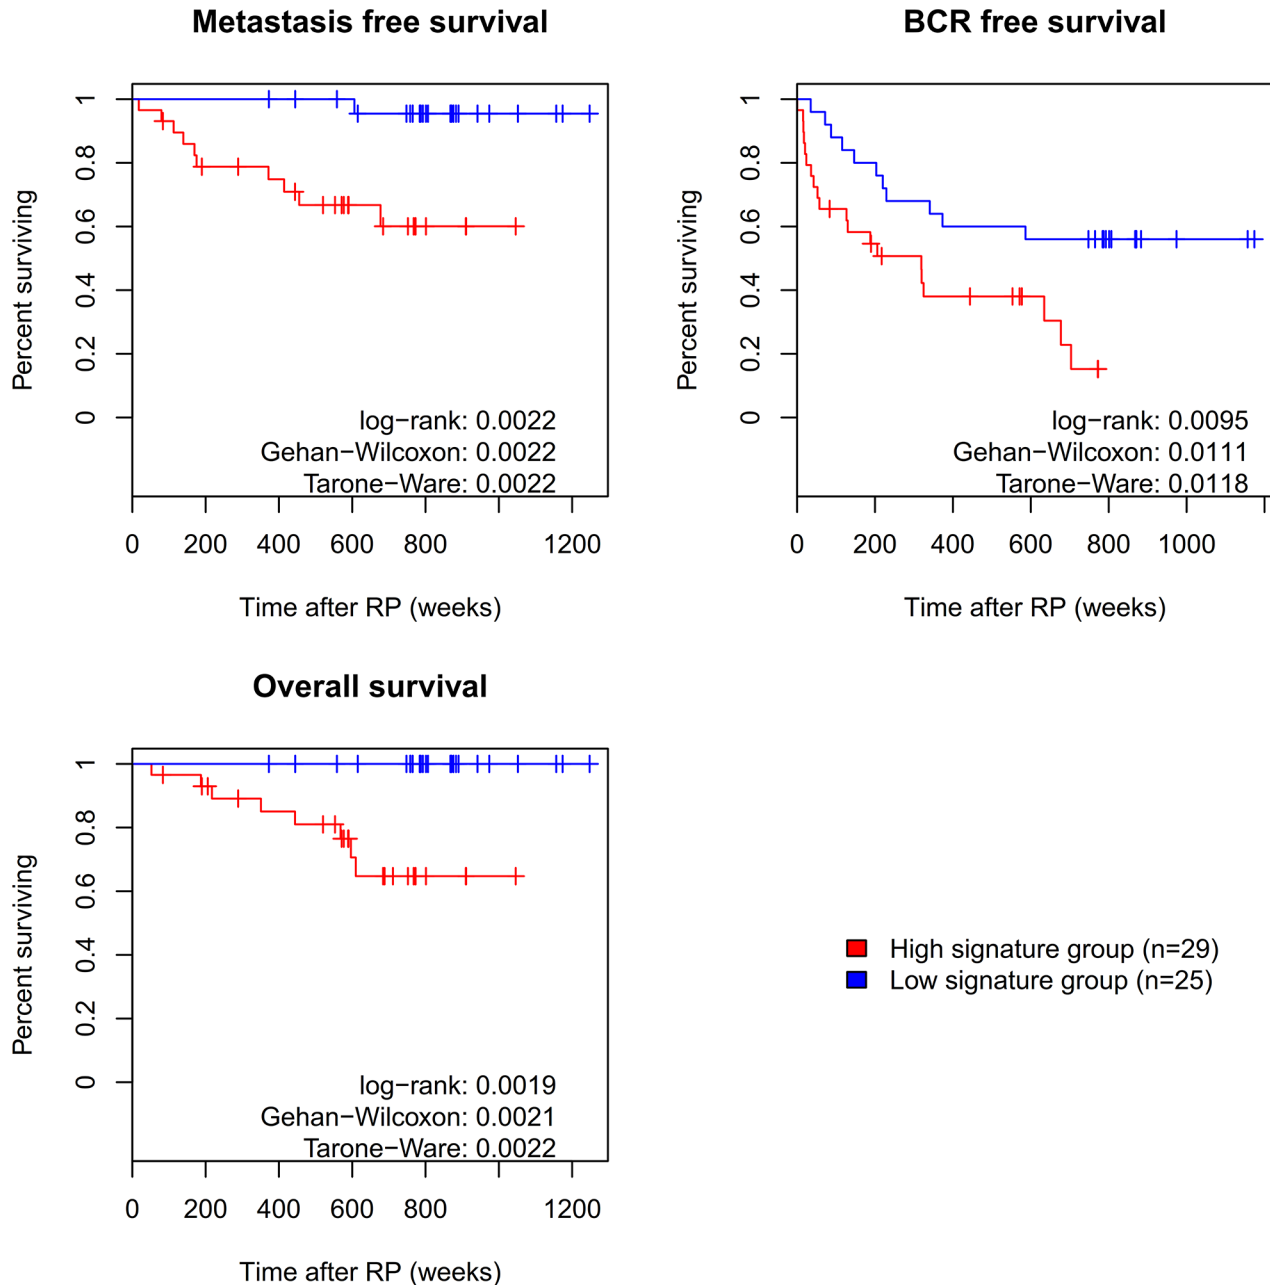 Metastasis free survival
Percent surviving
1
0.8
0.6
0.4
0.2
0
log−rank: 0.0022
Gehan−Wilcoxon: 0.0022
Tarone−Ware: 0.0022
0 200 400 600 800 1200
Time after RP (weeks)
BCR free survival
Percent surviving
1
0.8
0.6
0.4
0.2
0
log−rank: 0.0095
Gehan−Wilcoxon: 0.0111
Tarone−Ware: 0.0118
0 200 400 600 800 1000
Time after RP (weeks)
Overall survival
Percent surviving
1
0.8
0.6
0.4
0.2
0
log−rank: 0.0019
Gehan−Wilcoxon: 0.0021
Tarone−Ware: 0.0022
0 200 400 600 800 1200
Time after RP (weeks)
High signature group (n=29)
Low signature group (n=25)